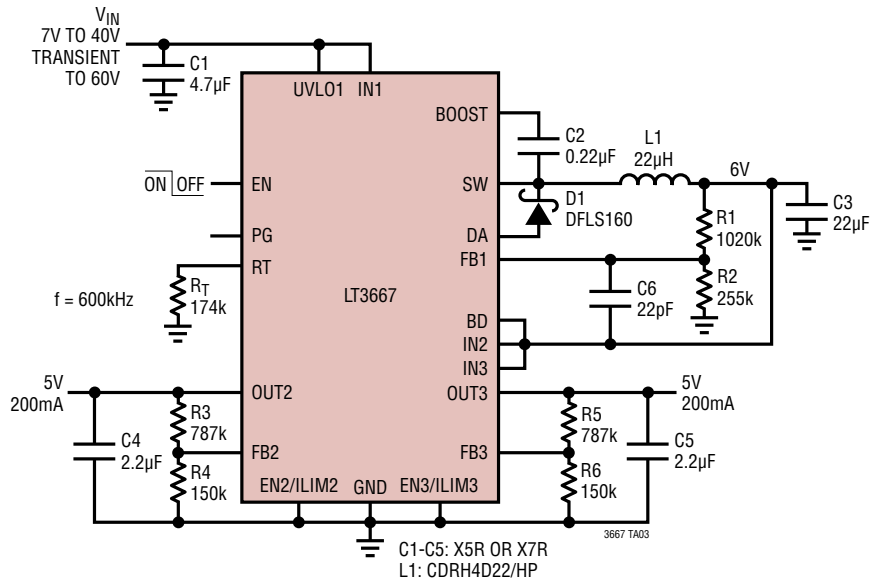 VIN
7V TO 40V
TRANSIENT
TO 60V
C1
4.7µF
UVLO1 IN1
BOOST
C2
0.22µF
L1
22µH
6V
ON OFF
EN
SW
D1
DFLS160
C3
22µF
R1
1020k
PG
DA
RT
FB1
f = 600kHz
RT
174k
LT3667
C6
22pF
R2
255k
BD
IN2
IN3
5V
200mA
OUT2
OUT3
5V
200mA
R3
787k
R5
787k
C4
2.2µF
C5
2.2µF
FB2
FB3
R4
150k
R6
150k
EN2/ILIM2 GND EN3/ILIM3
3667 TA03
C1-C5: X5R OR X7R
L1: CDRH4D22/HP